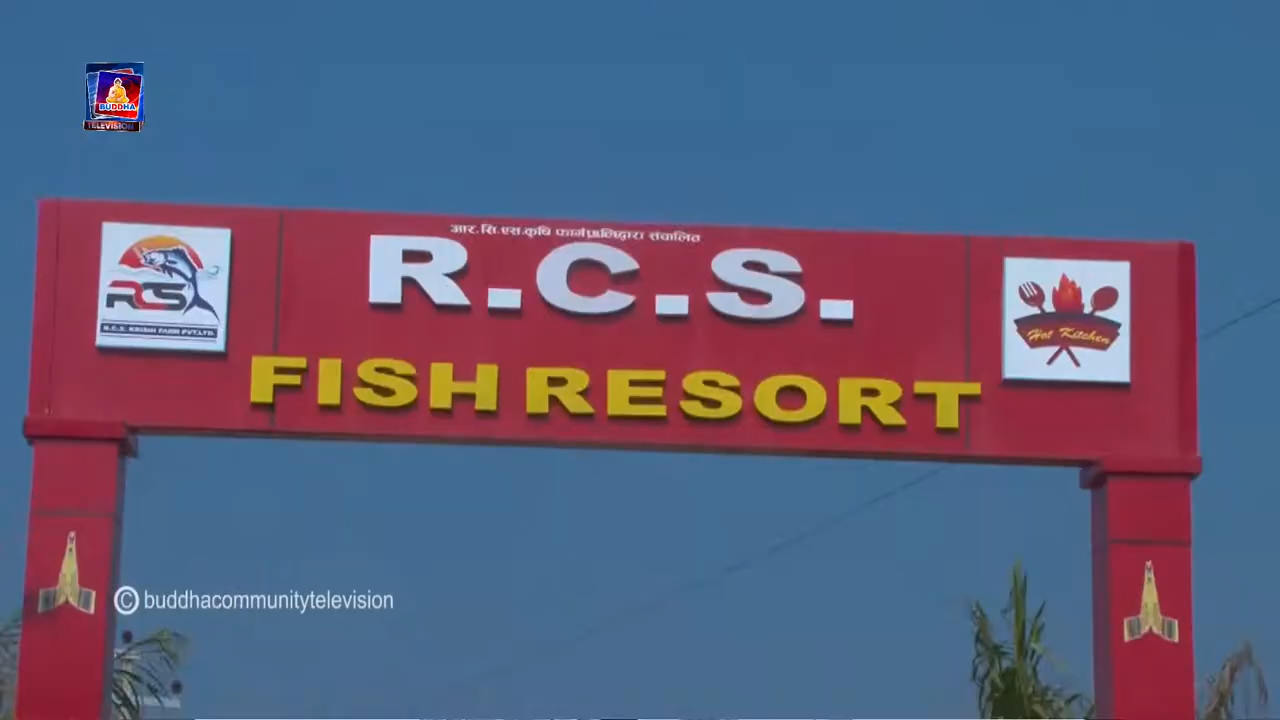 BUDDHA
TELEVISION
आर. सि. एस. कृषि फार्म प्रा.लि द्वारा संचालित
R.C.S.
FISH RESORT
RCS
R.C.S. KRISHI FARM PVT.LTD.
Hot Kitchen
©buddhacommunitytelevision